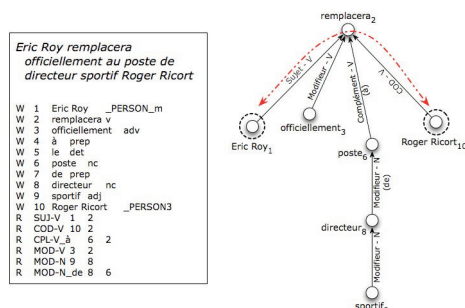 Eric Roy remplacera
officiellement au poste de
directeur sportif Roger Ricort
W 1 Eric Roy _PERSON_m
W 2 remplacera v
W 3 officiellement adv
W 4 à prep
W 5 le det
W 6 poste nc
W 7 de prep
W 8 directeur nc
W 9 sportif adj
W 10 Roger Ricort _PERSON3
R SUJ-V 1 2
R COD-V 10 2
R CPL-V_à 6 2
R MOD-V 3 2
R MOD-N 9 8
R MOD-N_de 8 6
remplacera2
Sujet - V
Modifieur - V
Complément - V
(à)
COD - V
Eric Roy1
officiellement3
Roger Ricort10
poste6
Modifieur - N
(de)
directeur8
Modifieur - N
sportif